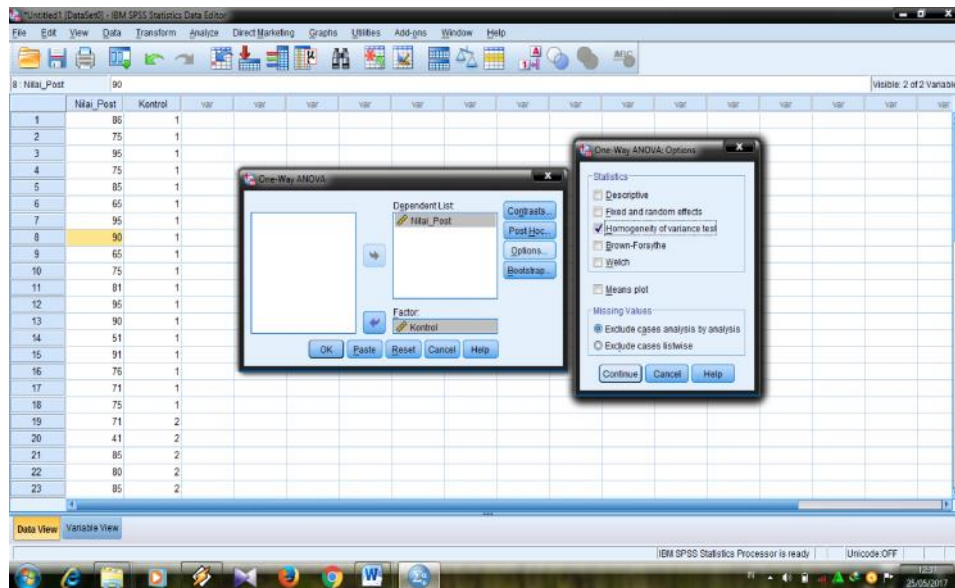 *Untitled1 [DataSet0] - IBM SPSS Statistics Data Editor
File Edit View Data Transform Analyze Direct Marketing Graphs Utilities Add-ons Window Help
8 : Nilai_Post 90 Visible: 2 of 2 Variable
Nilai_Post Kontrol var var var var var var var var var var var var var var
1 86 1
2 75 1
3 95 1
4 75 1
5 85 1
6 65 1
7 95 1
8 90 1
9 65 1
10 75 1
11 81 1
12 95 1
13 90 1
14 51 1
15 91 1
16 76 1
17 71 1
18 75 1
19 71 2
20 41 2
21 85 2
22 80 2
23 85 2
One-Way ANOVA
Dependent List:
Nilai_Post
Contrasts...
Post Hoc...
Options...
Bootstrap...
Factor:
Kontrol
OK Paste Reset Cancel Help
One-Way ANOVA: Options
Statistics
Descriptive
Fixed and random effects
Homogeneity of variance test
Brown-Forsythe
Welch
Means plot
Missing Values
Exclude cases analysis by analysis
Exclude cases listwise
Continue Cancel Help
Data View Variable View
IBM SPSS Statistics Processor is ready Unicode:OFF
12:31
25/05/2017